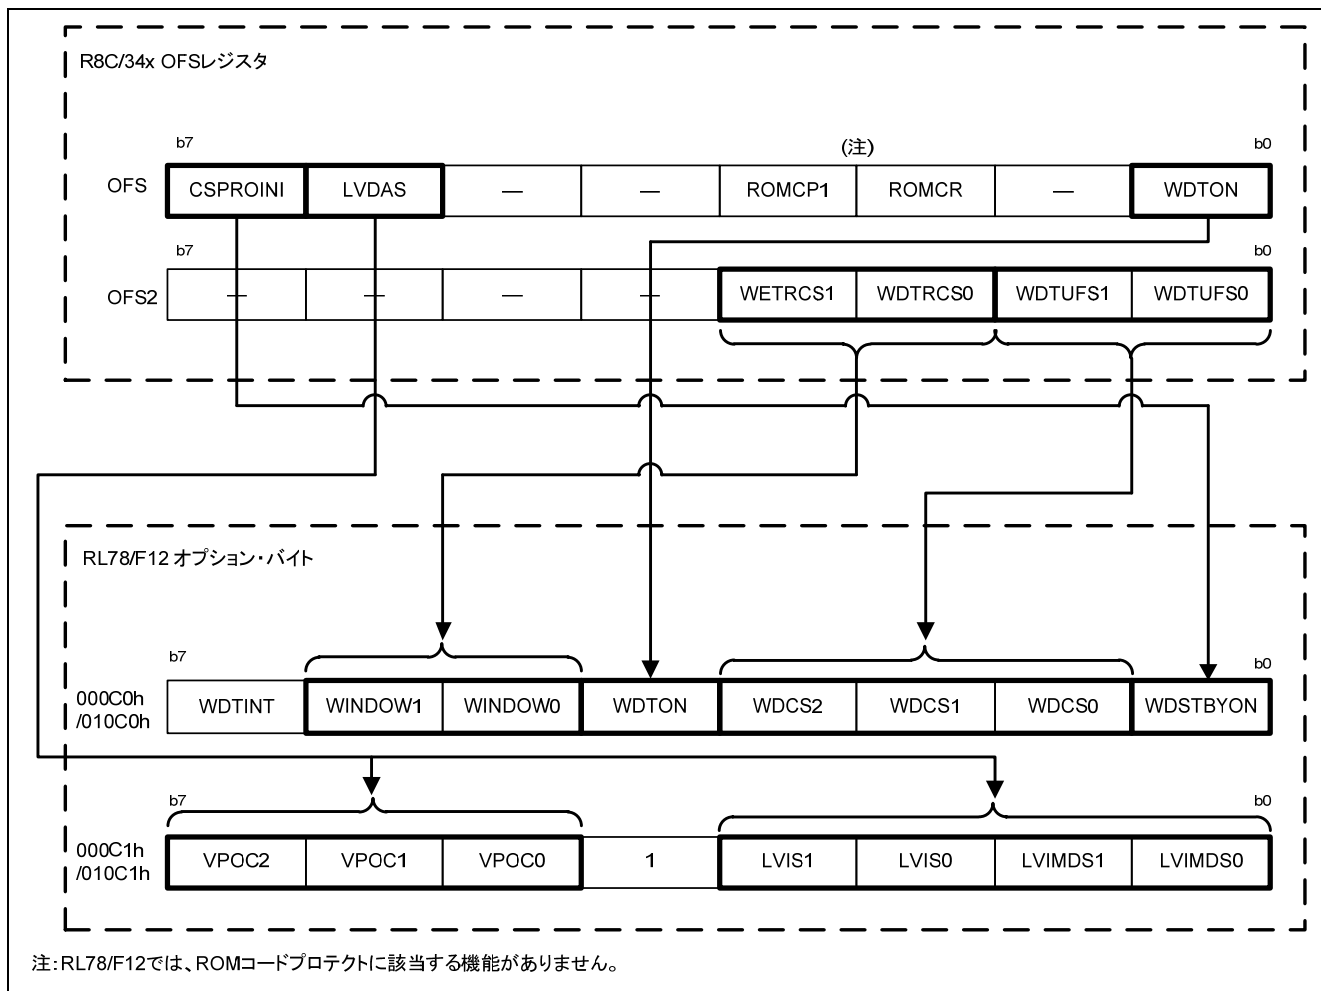 R8C/34x OFSレジスタ
b7 (注) b0
OFS CSPROINI LVDAS — — ROMCP1 ROMCR — WDTON
b7 b0
OFS2 — — — — WETRCS1 WDTRCS0 WDTUFS1 WDTUFS0
RL78/F12 オプション・バイト
b7 b0
000C0h
/010C0h
WDTINT WINDOW1 WINDOW0 WDTON WDCS2 WDCS1 WDCS0 WDSTBYON
b7 b0
000C1h
/010C1h
VPOC2 VPOC1 VPOC0 1 LVIS1 LVIS0 LVIMDS1 LVIMDS0
注:RL78/F12では、ROMコードプロテクトに該当する機能がありません。